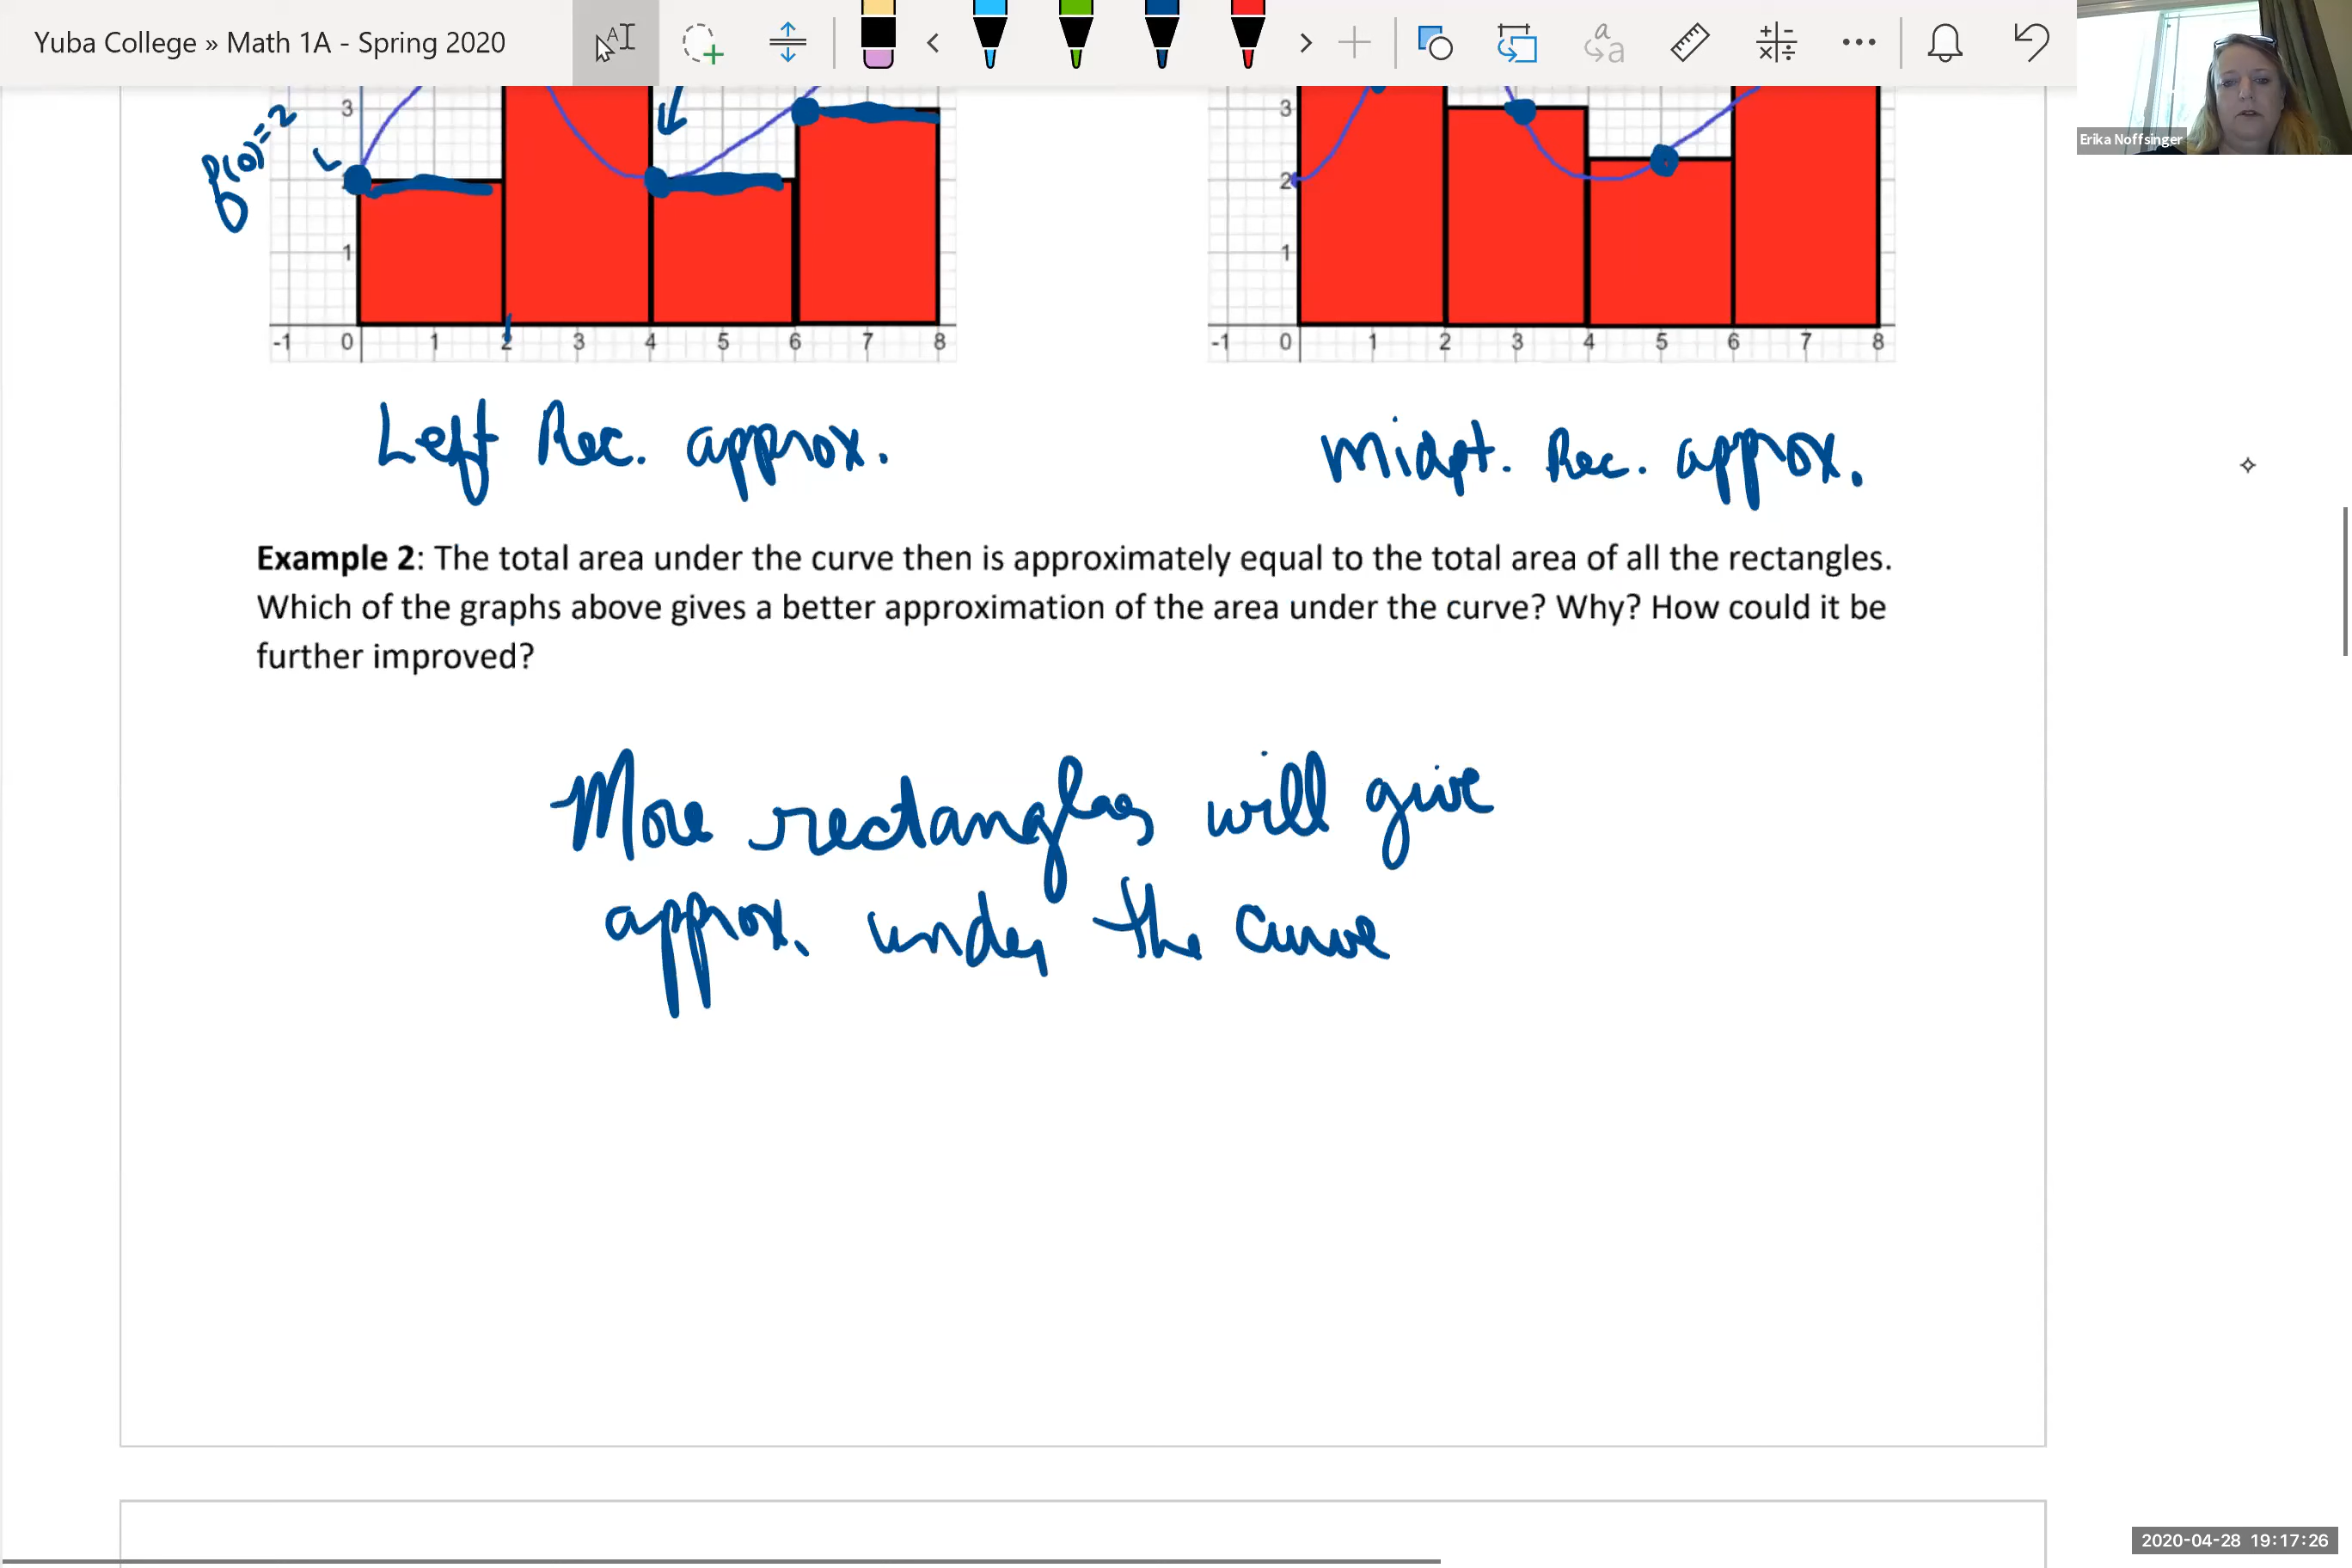 Yuba College » Math 1A - Spring 2020
Erika Noffsinger
f(0)=2
3
2
1
-1 0 1 2 3 4 5 6 7 8
3
2
1
-1 0 1 2 3 4 5 6 7 8
Left Rec. approx.
Midpt. Rec. approx.
Example 2: The total area under the curve then is approximately equal to the total area of all the rectangles.
Which of the graphs above gives a better approximation of the area under the curve? Why? How could it be
further improved?
More rectangles will give
approx. under the curve
2020-04-28 19:17:26